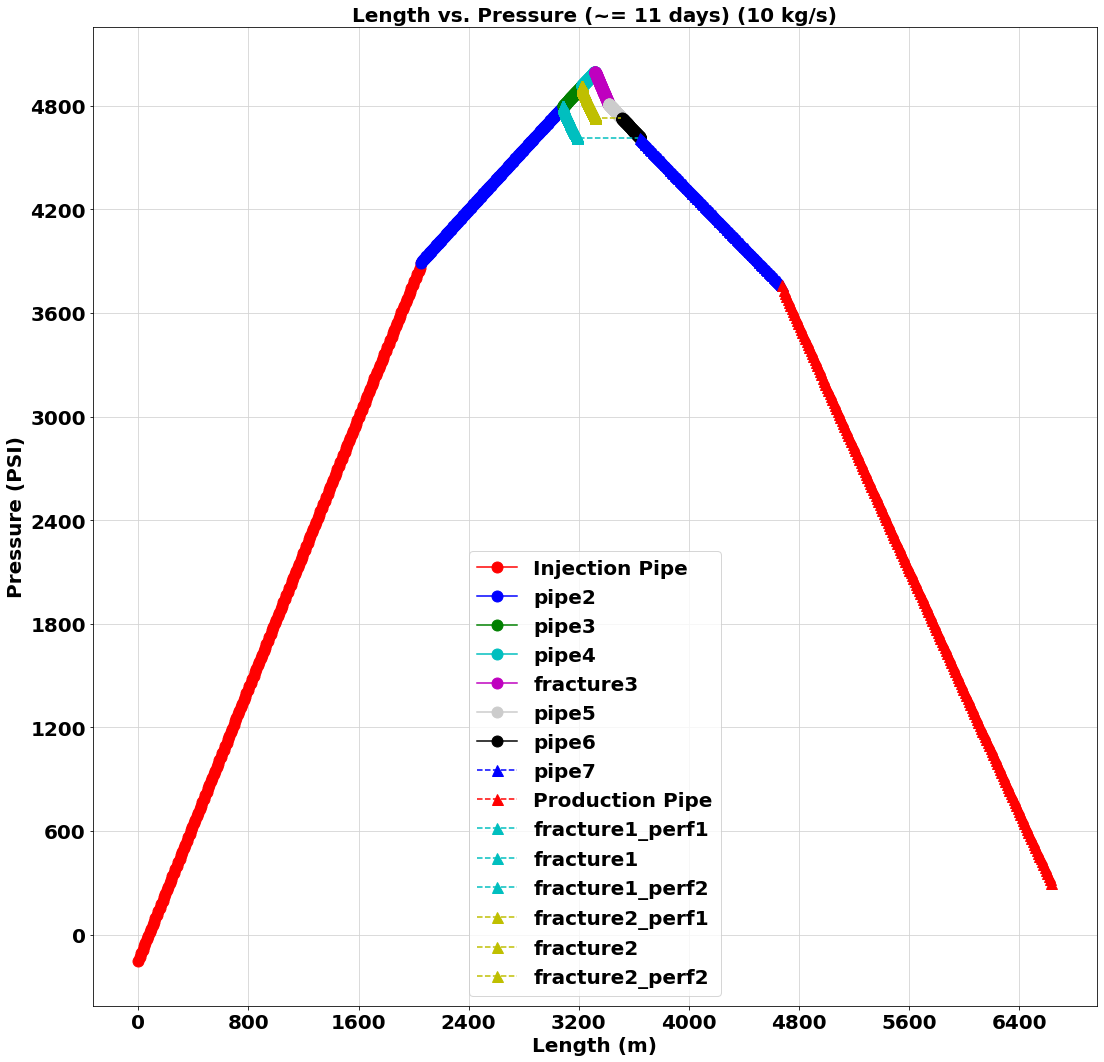 Length vs. Pressure (~= 11 days) (10 kg/s)
Pressure (PSI)
4800
4200
3600
3000
2400
1800
1200
600
0
Injection Pipe
pipe2
pipe3
pipe4
fracture3
pipe5
pipe6
pipe7
Production Pipe
fracture1_perf1
fracture1
fracture1_perf2
fracture2_perf1
fracture2
fracture2_perf2
0 800 1600 2400 3200 4000 4800 5600 6400
Length (m)